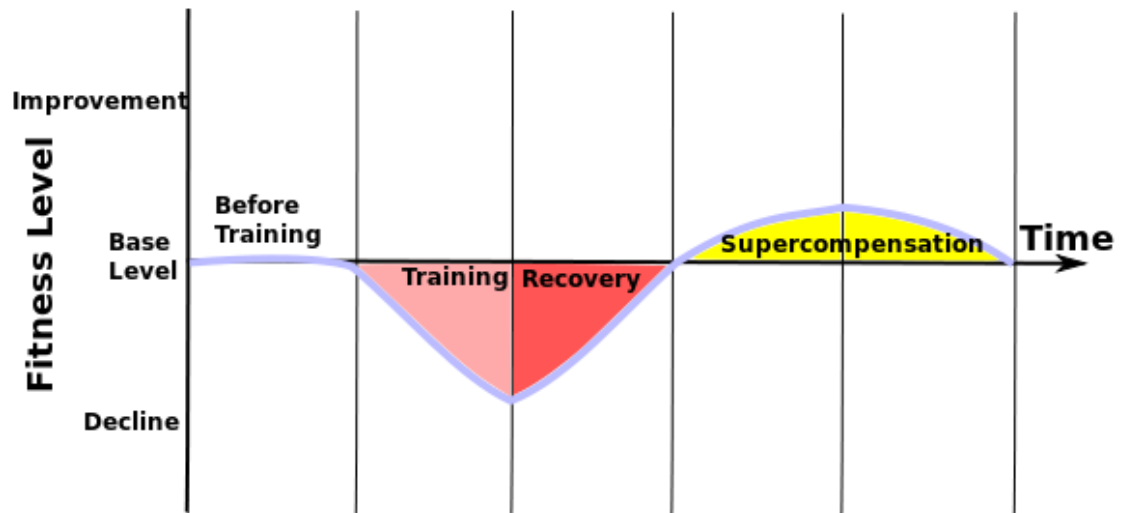 Improvement
Fitness Level
Before
Training
Base
Level
Time
Supercompensation
Training
Recovery
Decline